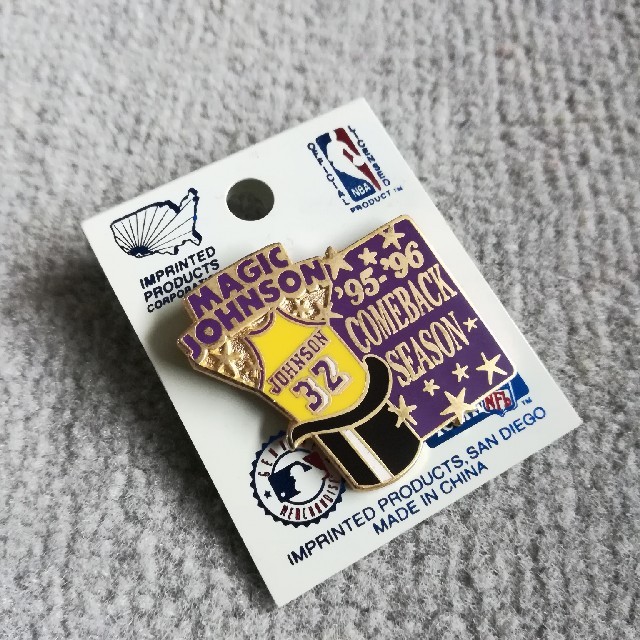 OFFICIAL LICENSED
NBA
PRODUCT™
IMPRINTED
PRODUCTS
MAGIC
JOHNSON
'95-'96
COMEBACK
SEASON
JOHNSON
32
NFL
MERCHANDISE
IMPRINTED PRODUCTS, SAN DIEGO
MADE IN CHINA